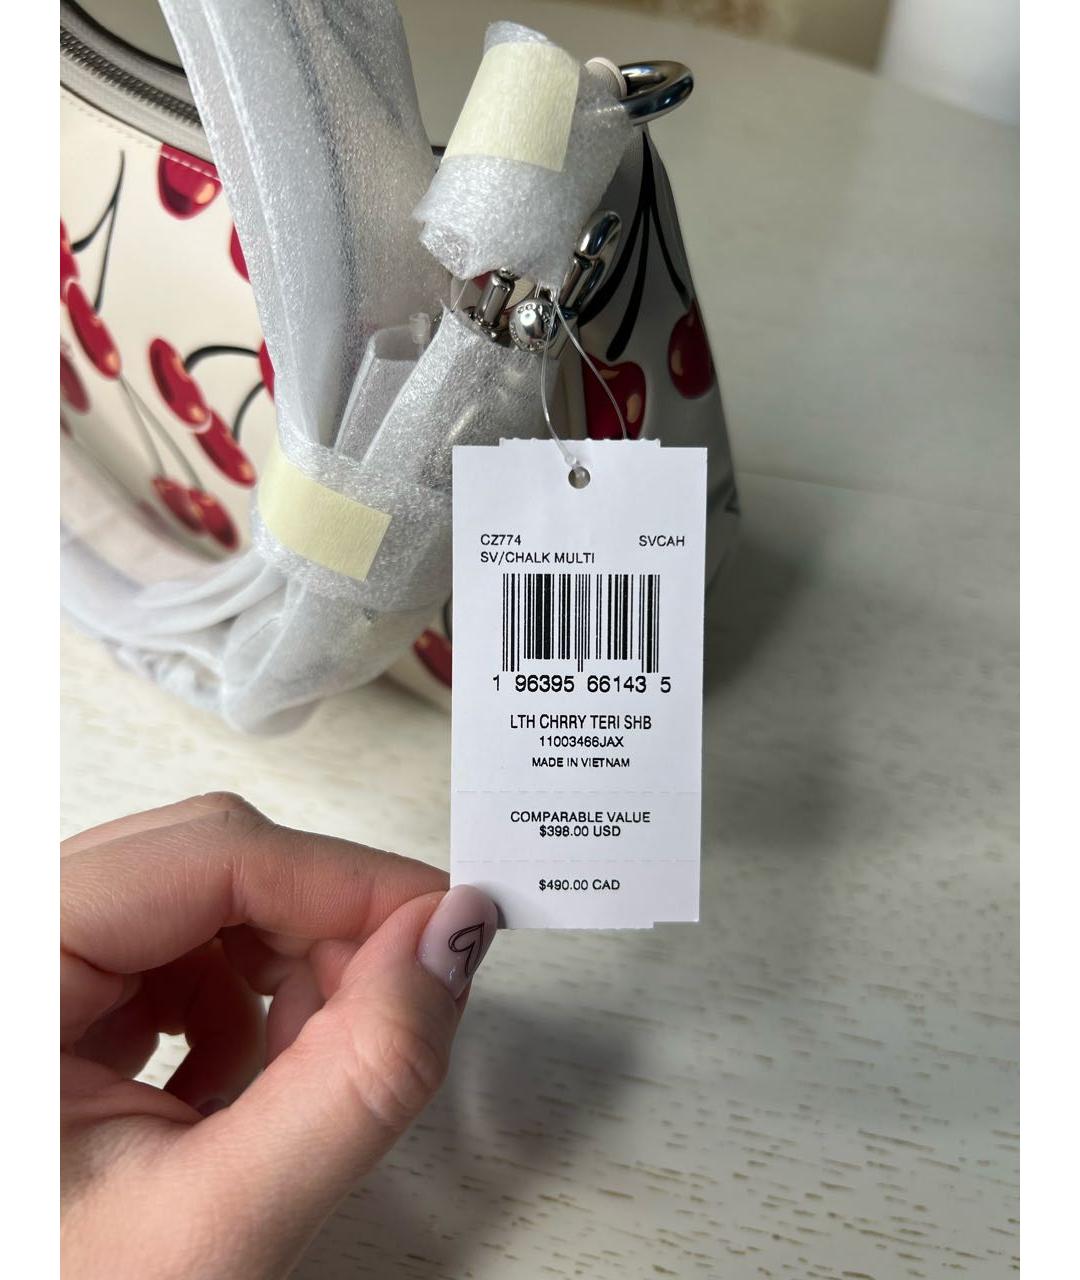 COA
CZ774 SVCAH
SV/CHALK MULTI
1 96395 66143 5
LTH CHRRY TERI SHB
11003466JAX
MADE IN VIETNAM
COMPARABLE VALUE
$398.00 USD
$490.00 CAD